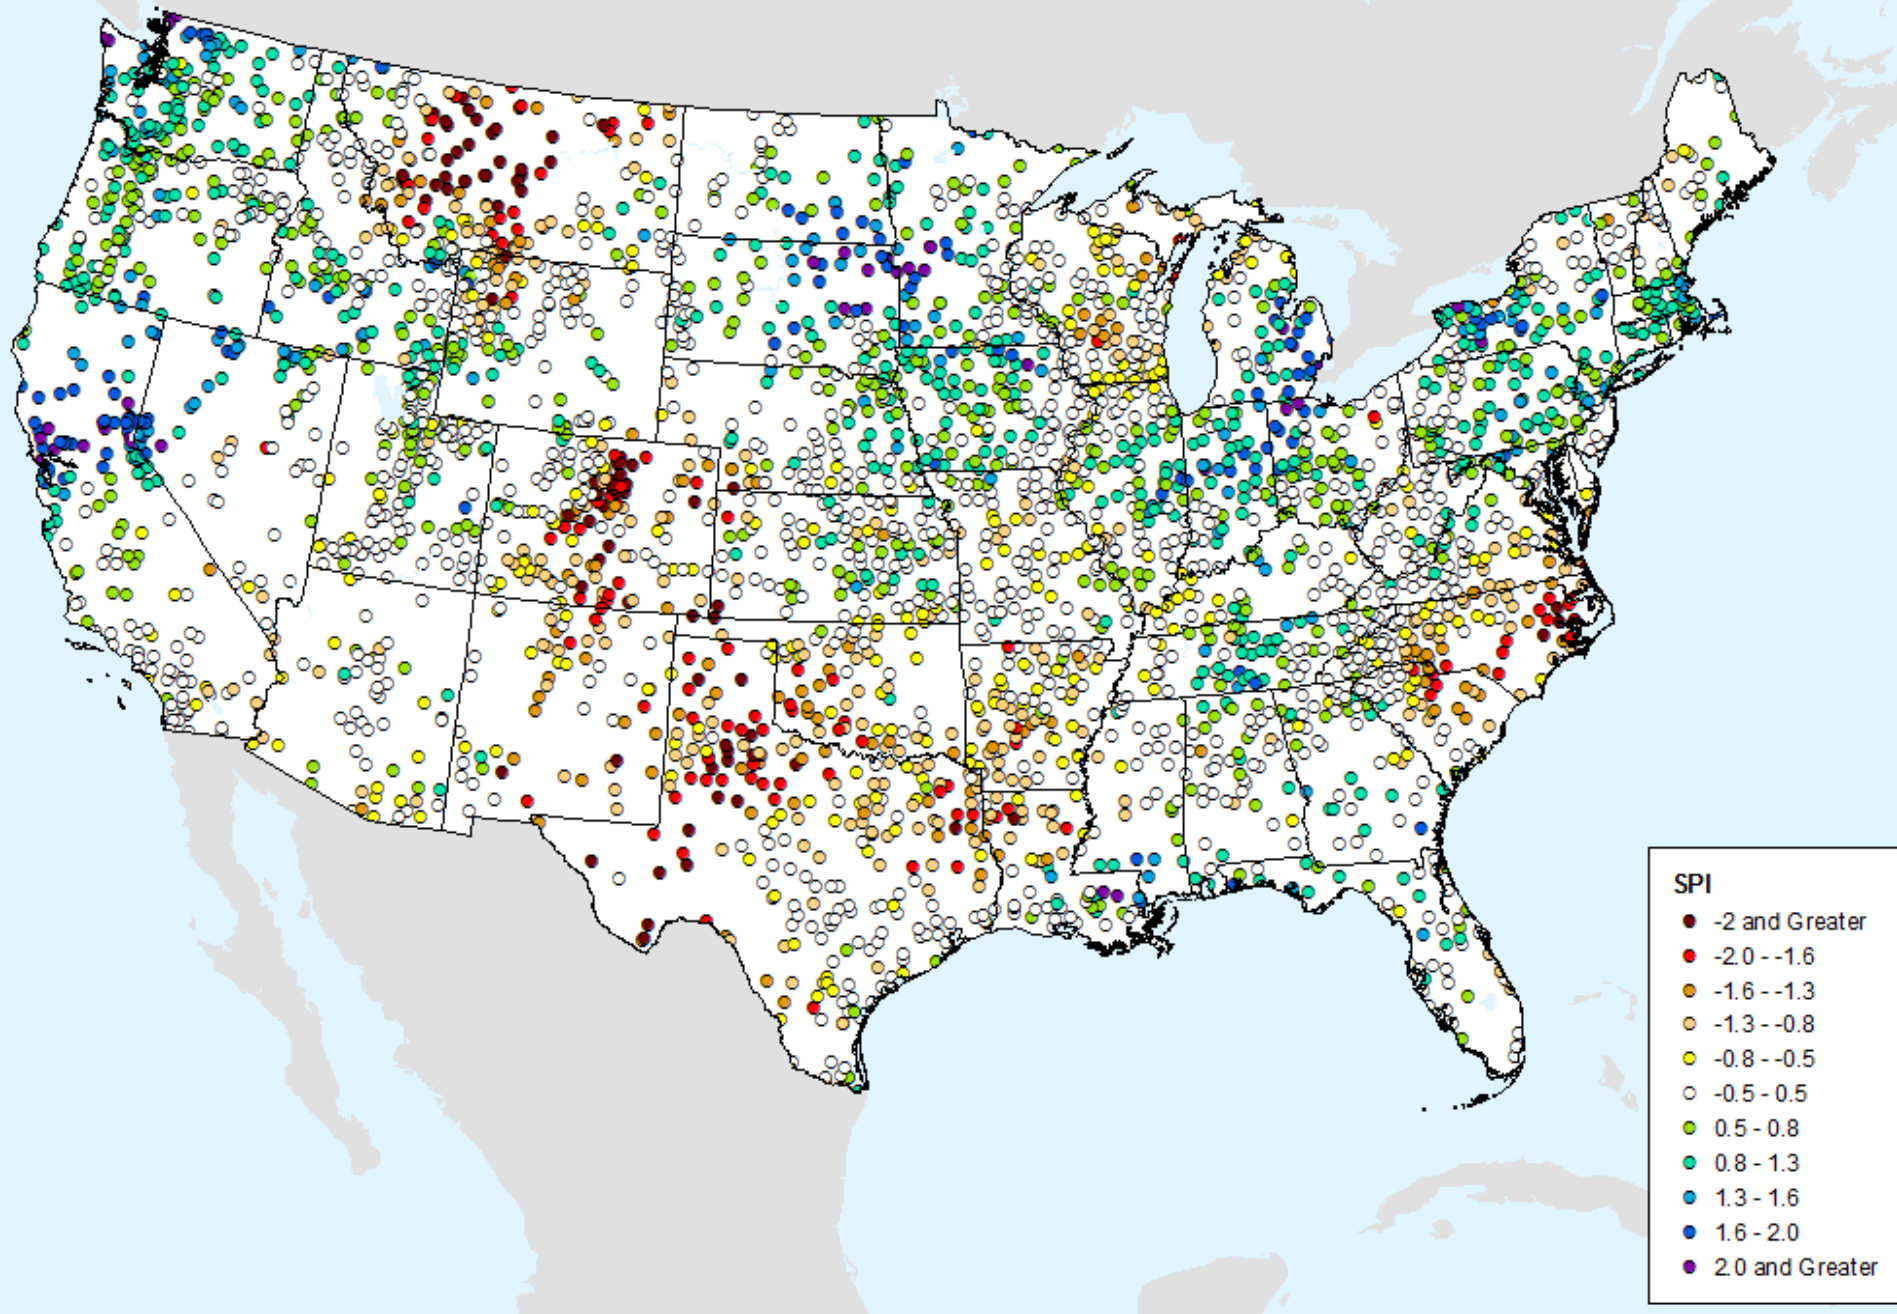 SPI
-2 and Greater
-2.0 - -1.6
-1.6 - -1.3
-1.3 - -0.8
-0.8 - -0.5
-0.5 - 0.5
0.5 - 0.8
0.8 - 1.3
1.3 - 1.6
1.6 - 2.0
2.0 and Greater